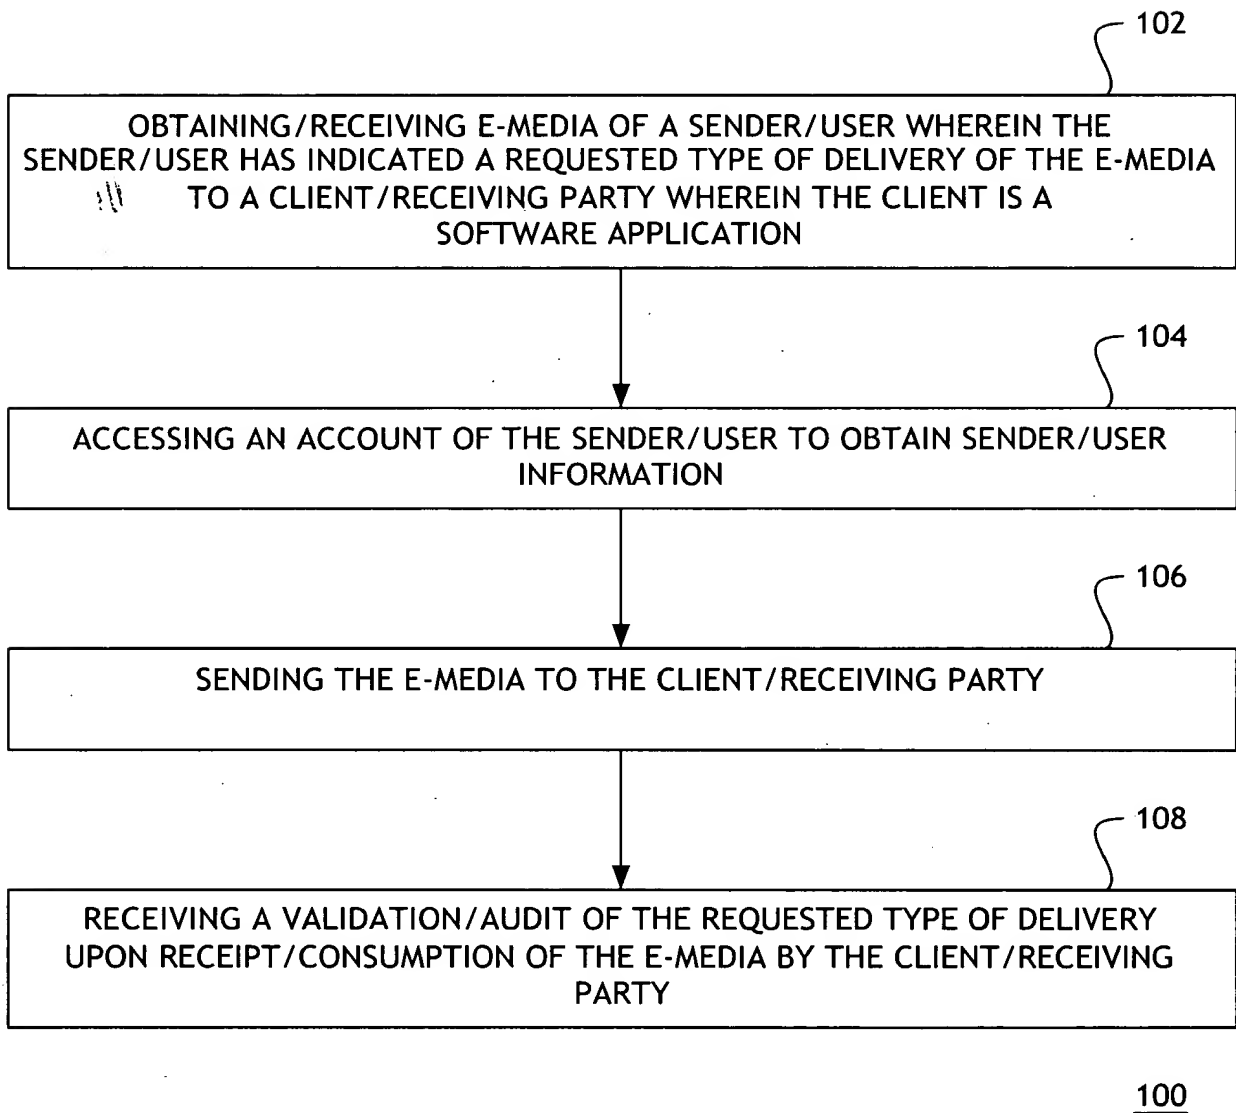 102
OBTAINING/RECEIVING E-MEDIA OF A SENDER/USER WHEREIN THE
SENDER/USER HAS INDICATED A REQUESTED TYPE OF DELIVERY OF THE E-MEDIA
TO A CLIENT/RECEIVING PARTY WHEREIN THE CLIENT IS A
SOFTWARE APPLICATION
104
ACCESSING AN ACCOUNT OF THE SENDER/USER TO OBTAIN SENDER/USER
INFORMATION
106
SENDING THE E-MEDIA TO THE CLIENT/RECEIVING PARTY
108
RECEIVING A VALIDATION/AUDIT OF THE REQUESTED TYPE OF DELIVERY
UPON RECEIPT/CONSUMPTION OF THE E-MEDIA BY THE CLIENT/RECEIVING
PARTY
100